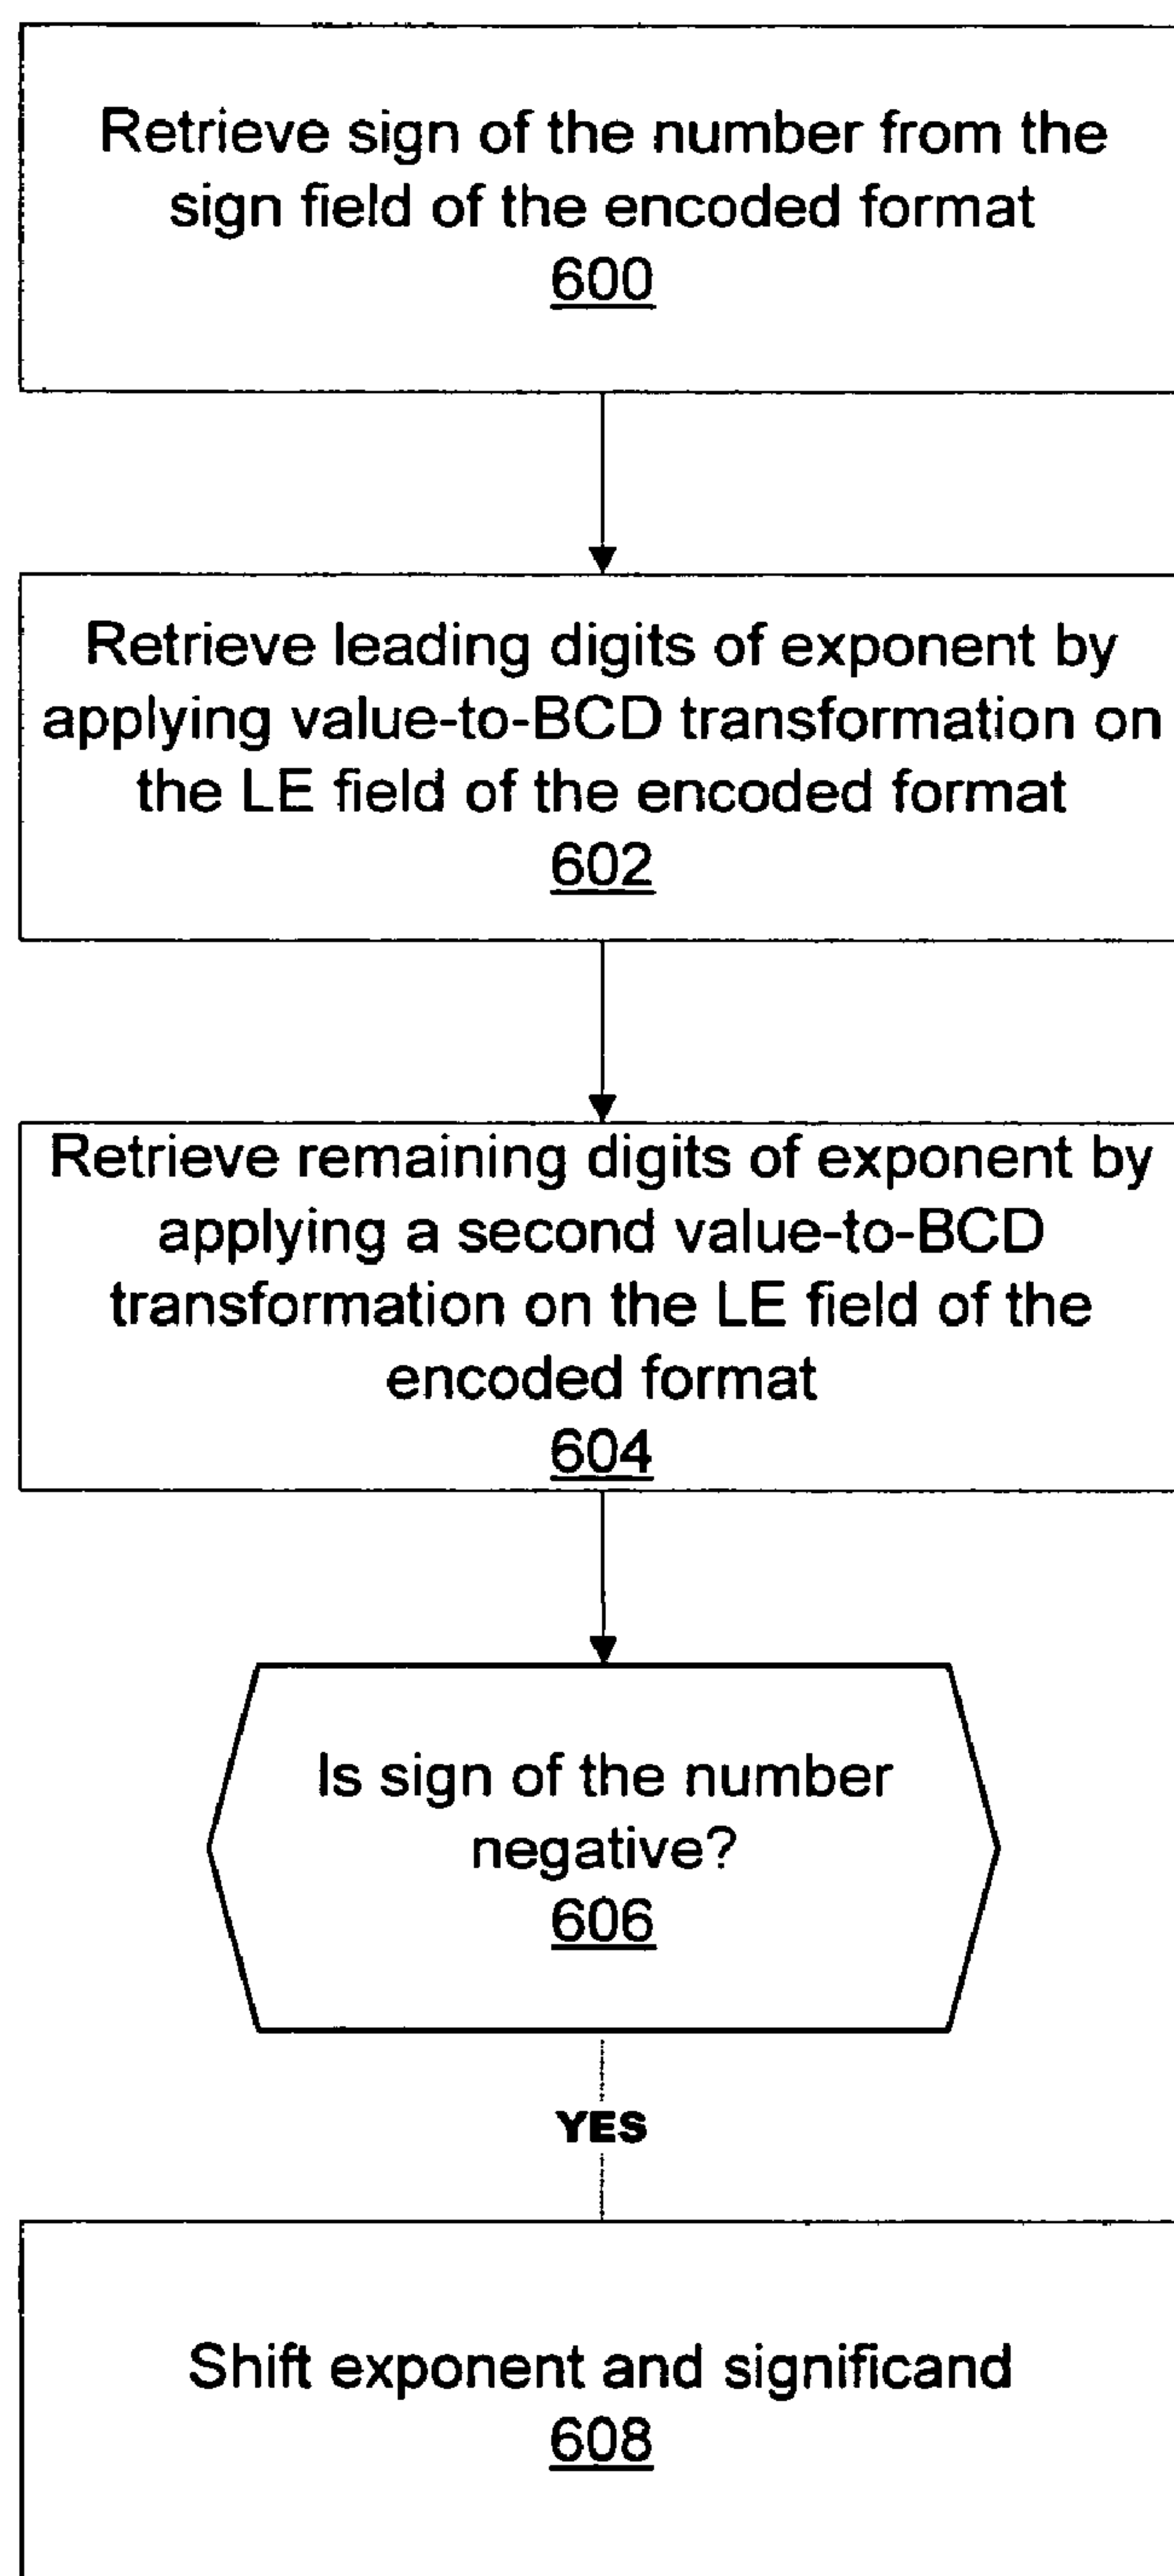 Retrieve sign of the number from the
sign field of the encoded format
600
Retrieve leading digits of exponent by
applying value-to-BCD transformation on
the LE field of the encoded format
602
Retrieve remaining digits of exponent by
applying a second value-to-BCD
transformation on the LE field of the
encoded format
604
Is sign of the number
negative?
606
YES
Shift exponent and significand
608